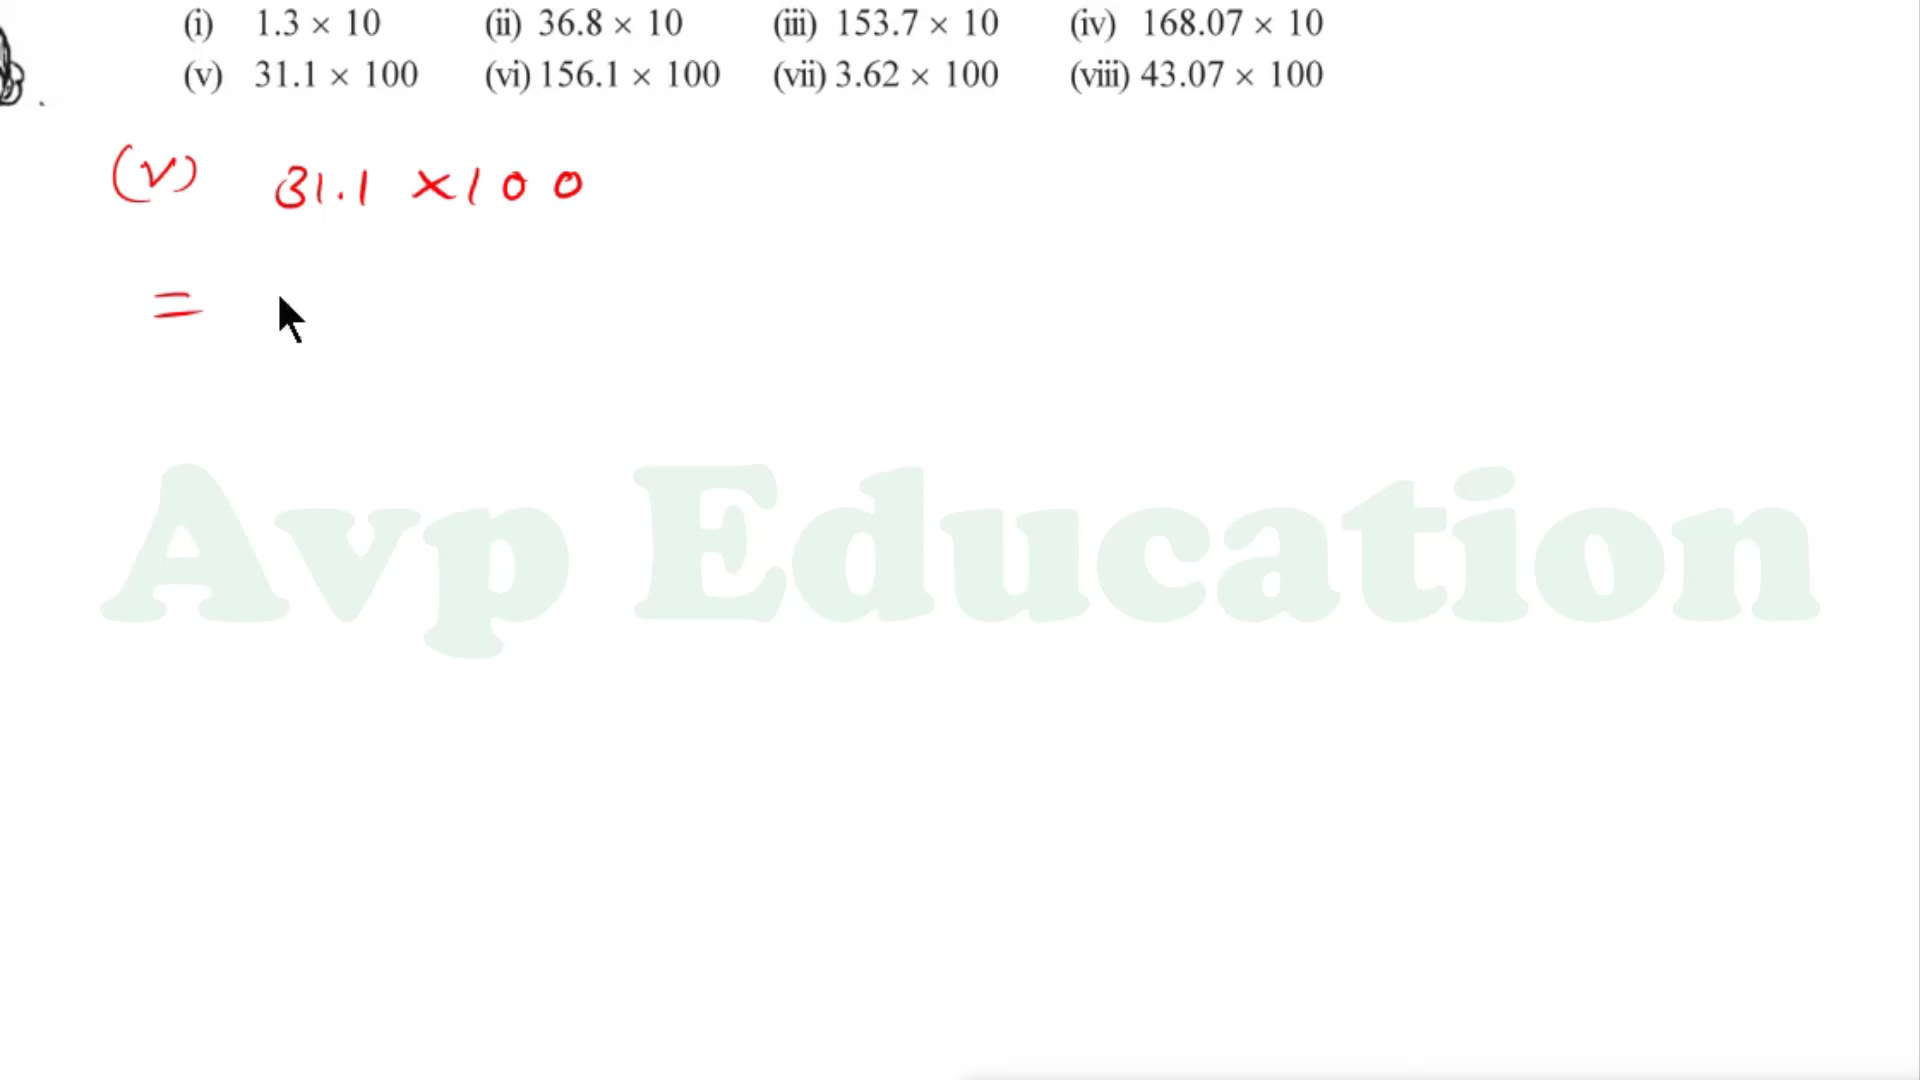 (i) 1.3 × 10 (ii) 36.8 × 10 (iii) 153.7 × 10 (iv) 168.07 × 10
(v) 31.1 × 100 (vi) 156.1 × 100 (vii) 3.62 × 100 (viii) 43.07 × 100
(v) 31.1 × 100
=
Avp Education